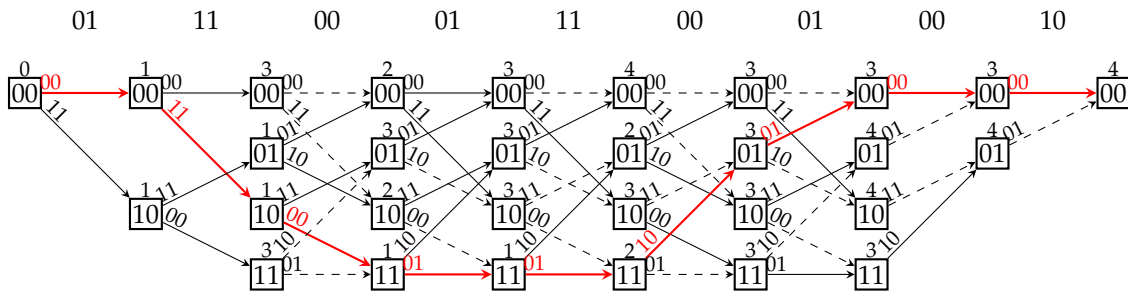 01 11 00 01 11 00 01 00 10
0 1 3 2 3 4 3 3 3 4
00 00 00 00 00 00 00 00 00
00 00 00 00 00 00 00 00 00 00
11 11 11 11 11 11 11
1 3 3 2 3 4 4
01 01 01 01 01 01 01
01 01 01 01 01 01 01
10 10 10 10 10
1 1 2 3 3 3 4
11 11 11 11 11 11 11
10 10 10 10 10 10 10
00 00 00 00 00 00
3 1 1 2 3 3
10 10 10 10 10 10
11 11 11 11 11 11
01 01 01 01 01